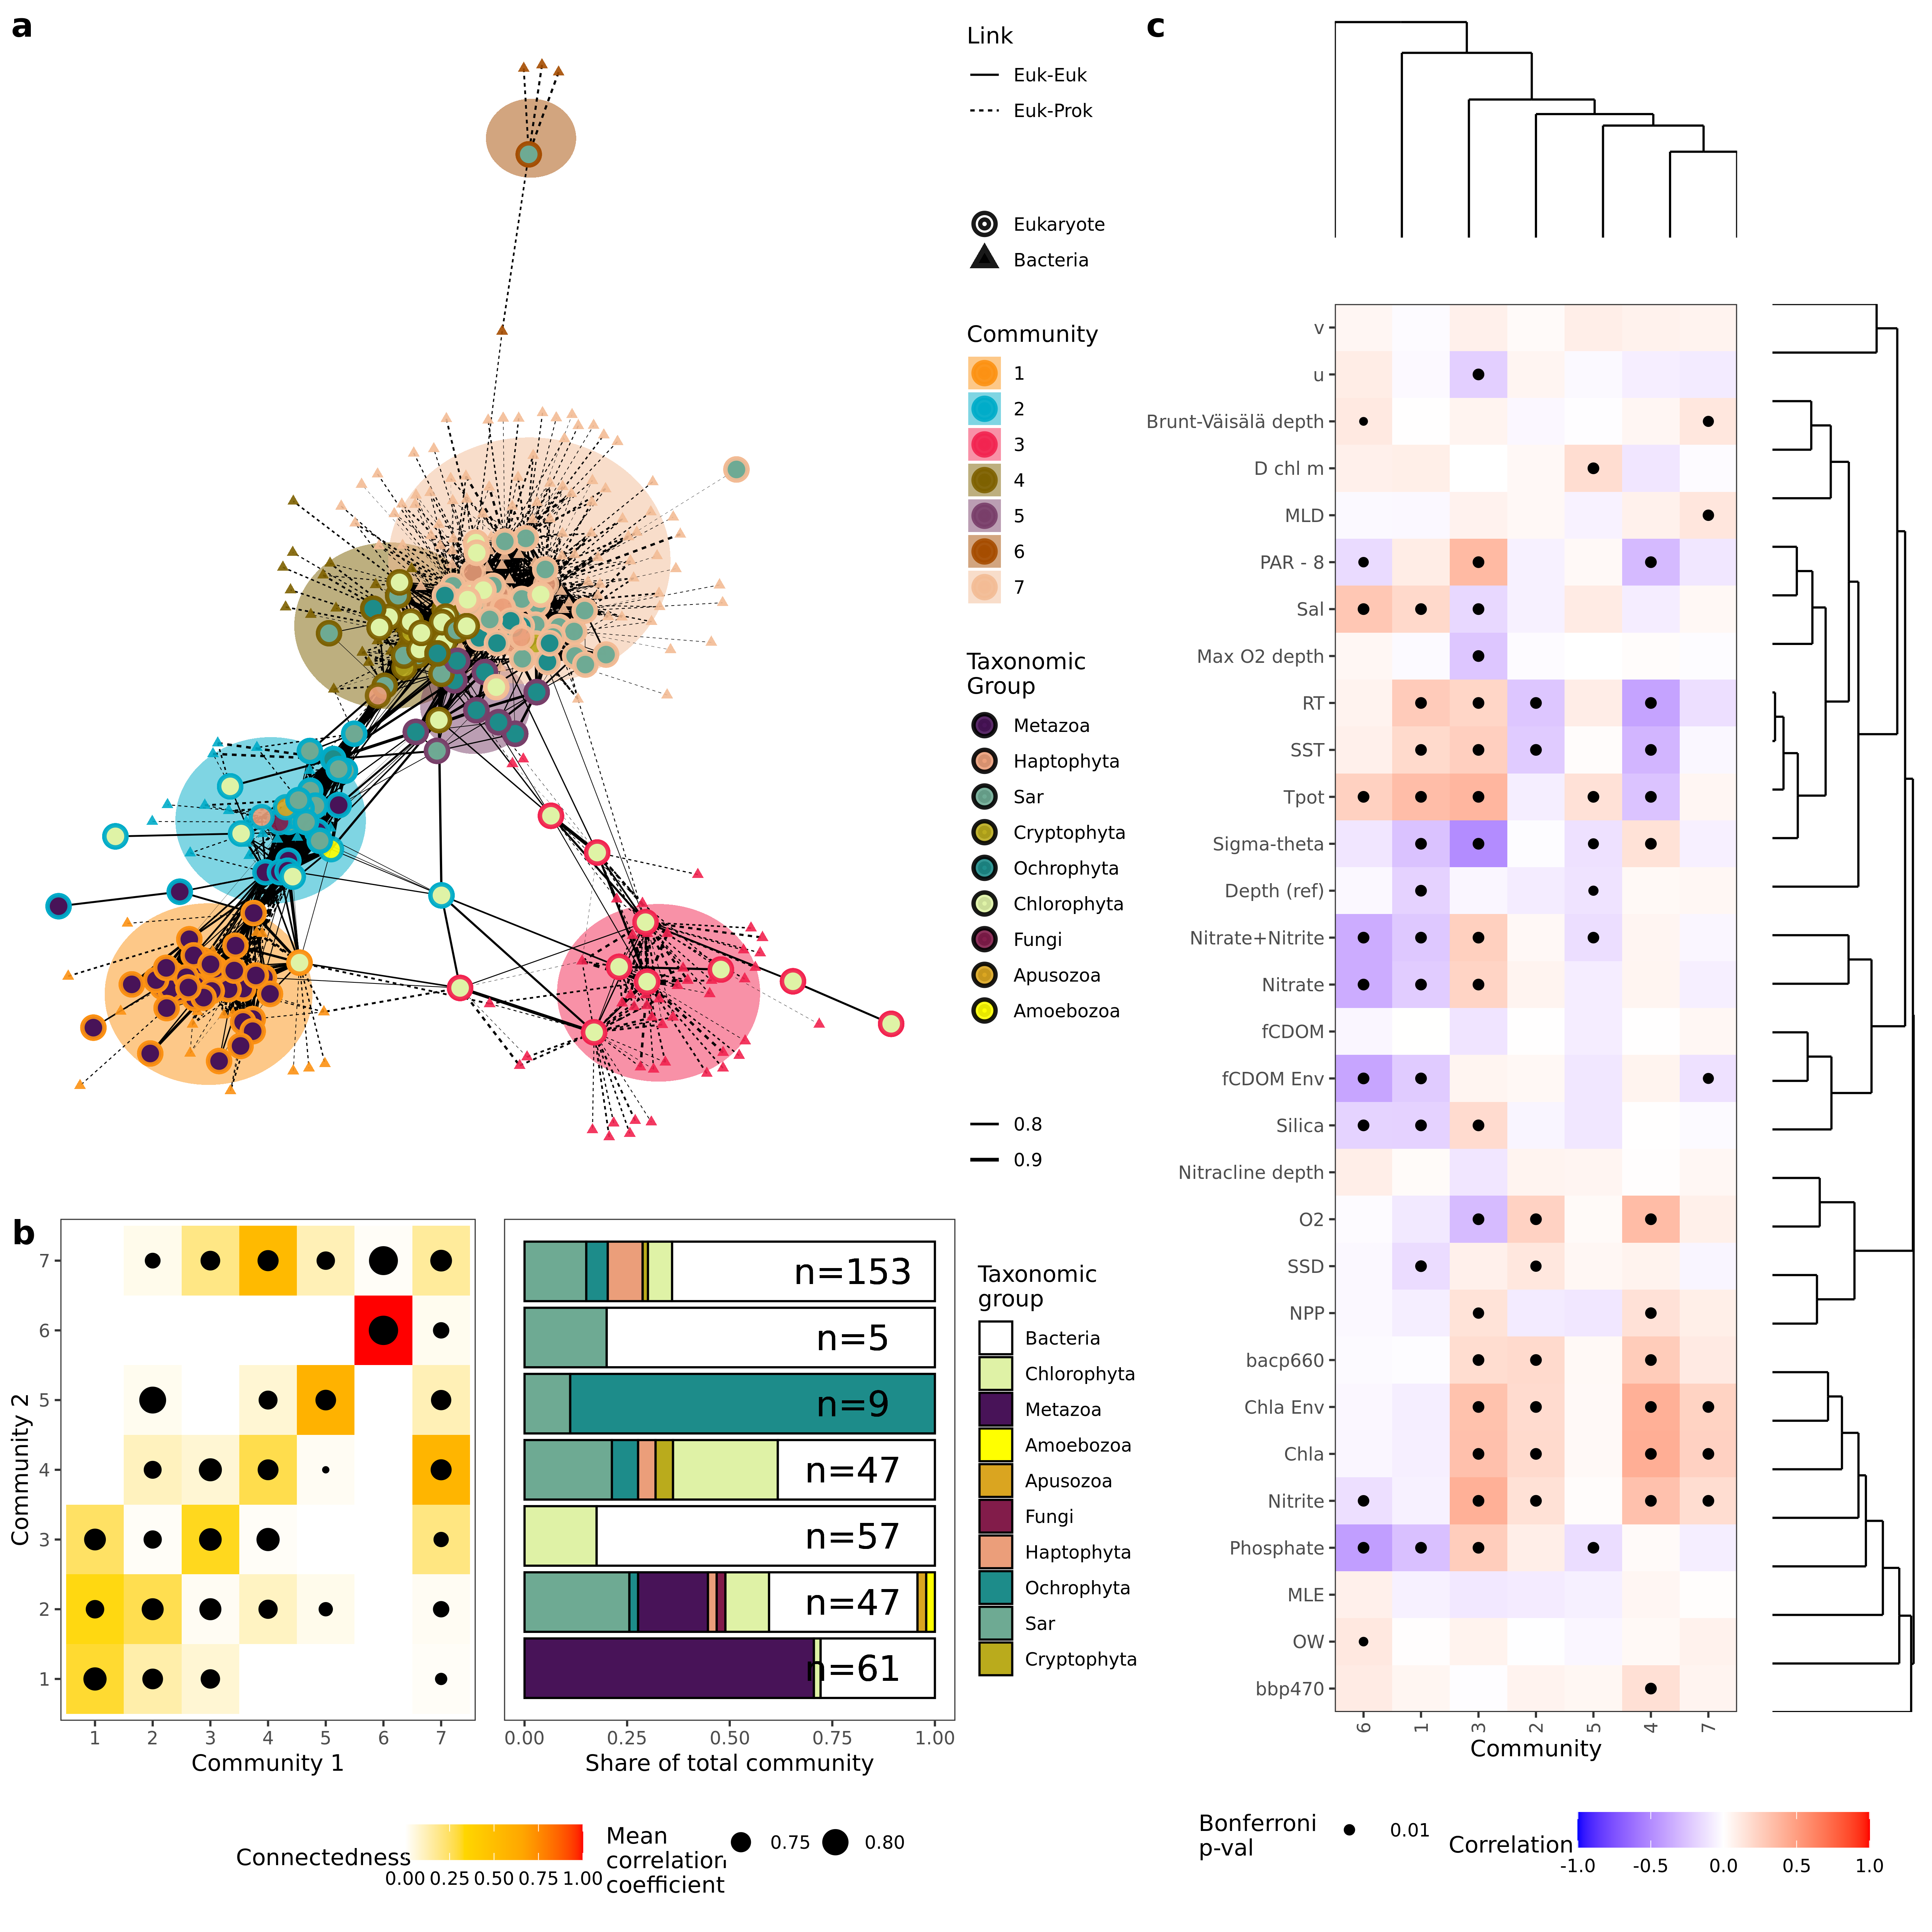 a
Link
Euk-Euk
Euk-Prok
Eukaryote
Bacteria
Community
1
2
3
4
5
6
7
Taxonomic
Group
Metazoa
Haptophyta
Sar
Cryptophyta
Ochrophyta
Chlorophyta
Fungi
Apusozoa
Amoebozoa
0.8
0.9
b
7
6
5
4
3
2
1
Community 2
1 2 3 4 5 6 7
Community 1
n=153
n=5
n=9
n=47
n=57
n=47
n=61
0.00 0.25 0.50 0.75 1.00
Share of total community
Taxonomic
group
Bacteria
Chlorophyta
Metazoa
Amoebozoa
Apusozoa
Fungi
Haptophyta
Ochrophyta
Sar
Cryptophyta
Connectedness
0.00 0.25 0.50 0.75 1.00
Mean
correlation
coefficient
0.75 0.80
c
v
u
Brunt-Väisälä depth
D chl m
MLD
PAR - 8
Sal
Max O2 depth
RT
SST
Tpot
Sigma-theta
Depth (ref)
Nitrate+Nitrite
Nitrate
fCDOM
fCDOM Env
Silica
Nitracline depth
O2
SSD
NPP
bacp660
Chla Env
Chla
Nitrite
Phosphate
MLE
OW
bbp470
6 1 3 2 5 4 7
Community
Bonferroni
p-val
0.01
Correlation
-1.0 -0.5 0.0 0.5 1.0